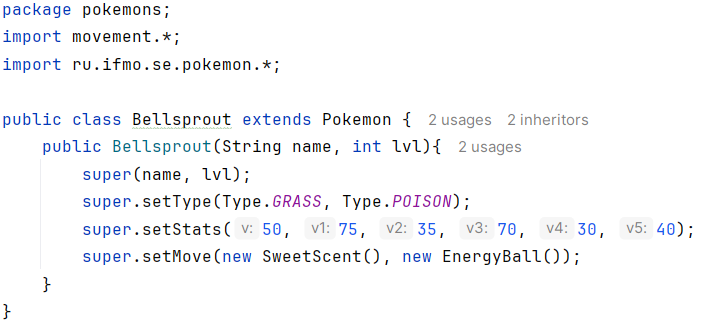 package pokemons;
import movement.*;
import ru.ifmo.se.pokemon.*;

public class Bellsprout extends Pokemon {  2 usages  2 inheritors
    public Bellsprout(String name, int lvl){  2 usages
        super(name, lvl);
        super.setType(Type.GRASS, Type.POISON);
        super.setStats( v: 50,  v1: 75,  v2: 35,  v3: 70,  v4: 30,  v5: 40);
        super.setMove(new SweetScent(), new EnergyBall());
    }
}